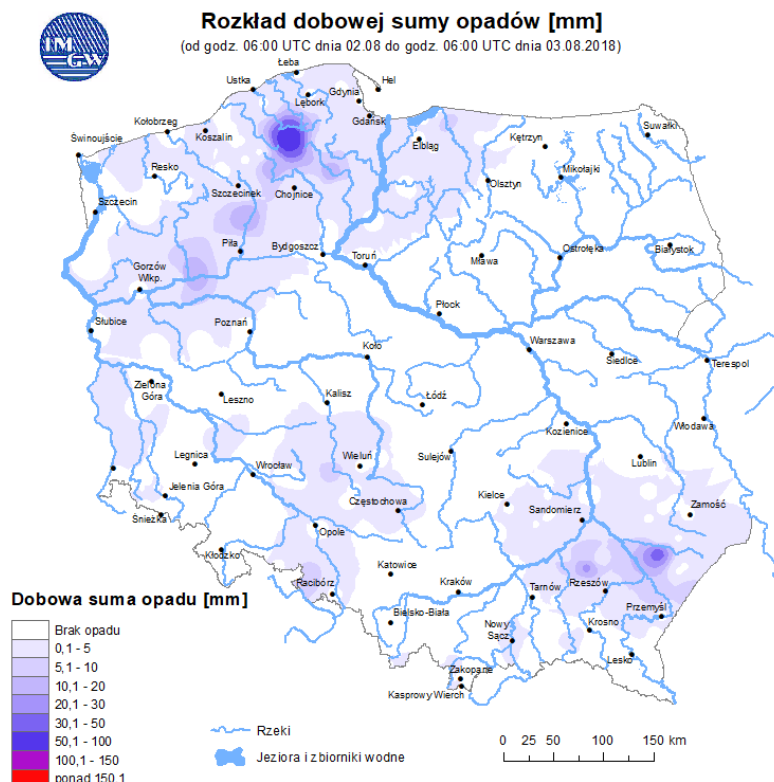 IMGW
Rozkład dobowej sumy opadów [mm]
(od godz. 06:00 UTC dnia 02.08 do godz. 06:00 UTC dnia 03.08.2018)
Łeba
Ustka
Hel
Gdynia
Lębork
Gdańsk
Kołobrzeg
Koszalin
Suwałki
Elbląg
Kętrzyn
Świnoujście
Resko
Mikołajki
Szczecinek
Chojnice
Olsztyn
Szczecin
Piła
Bydgoszcz
Toruń
Mława
Ostrołęka
Białystok
Gorzów
Wlkp.
Płock
Słubice
Poznań
Koło
Warszawa
Siedlce
Terespol
Zielona
Góra
Leszno
Kalisz
Łódź
Kozienice
Włodawa
Legnica
Wrocław
Wieluń
Sulejów
Lublin
Jelenia Góra
Częstochowa
Kielce
Sandomierz
Zamość
Śnieżka
Opole
Kłodzko
Katowice
Kraków
Tarnów
Rzeszów
Racibórz
Przemyśl
Bielsko-Biała
Nowy
Sącz
Krosno
Lesko
Zakopane
Kasprowy Wierch
Dobowa suma opadu [mm]
Brak opadu
0,1 - 5
5,1 - 10
10,1 - 20
20,1 - 30
30,1 - 50
50,1 - 100
100,1 - 150
ponad 150,1
Rzeki
Jeziora i zbiorniki wodne
0 25 50 100 150 km